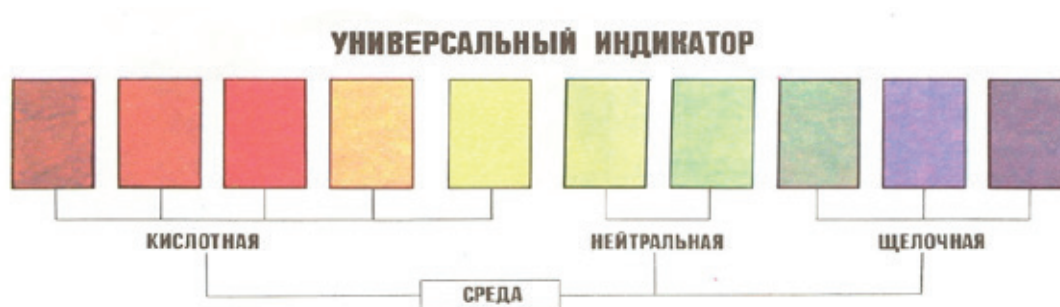 УНИВЕРСАЛЬНЫЙ ИНДИКАТОР
КИСЛОТНАЯ
НЕЙТРАЛЬНАЯ
ЩЕЛОЧНАЯ
СРЕДА